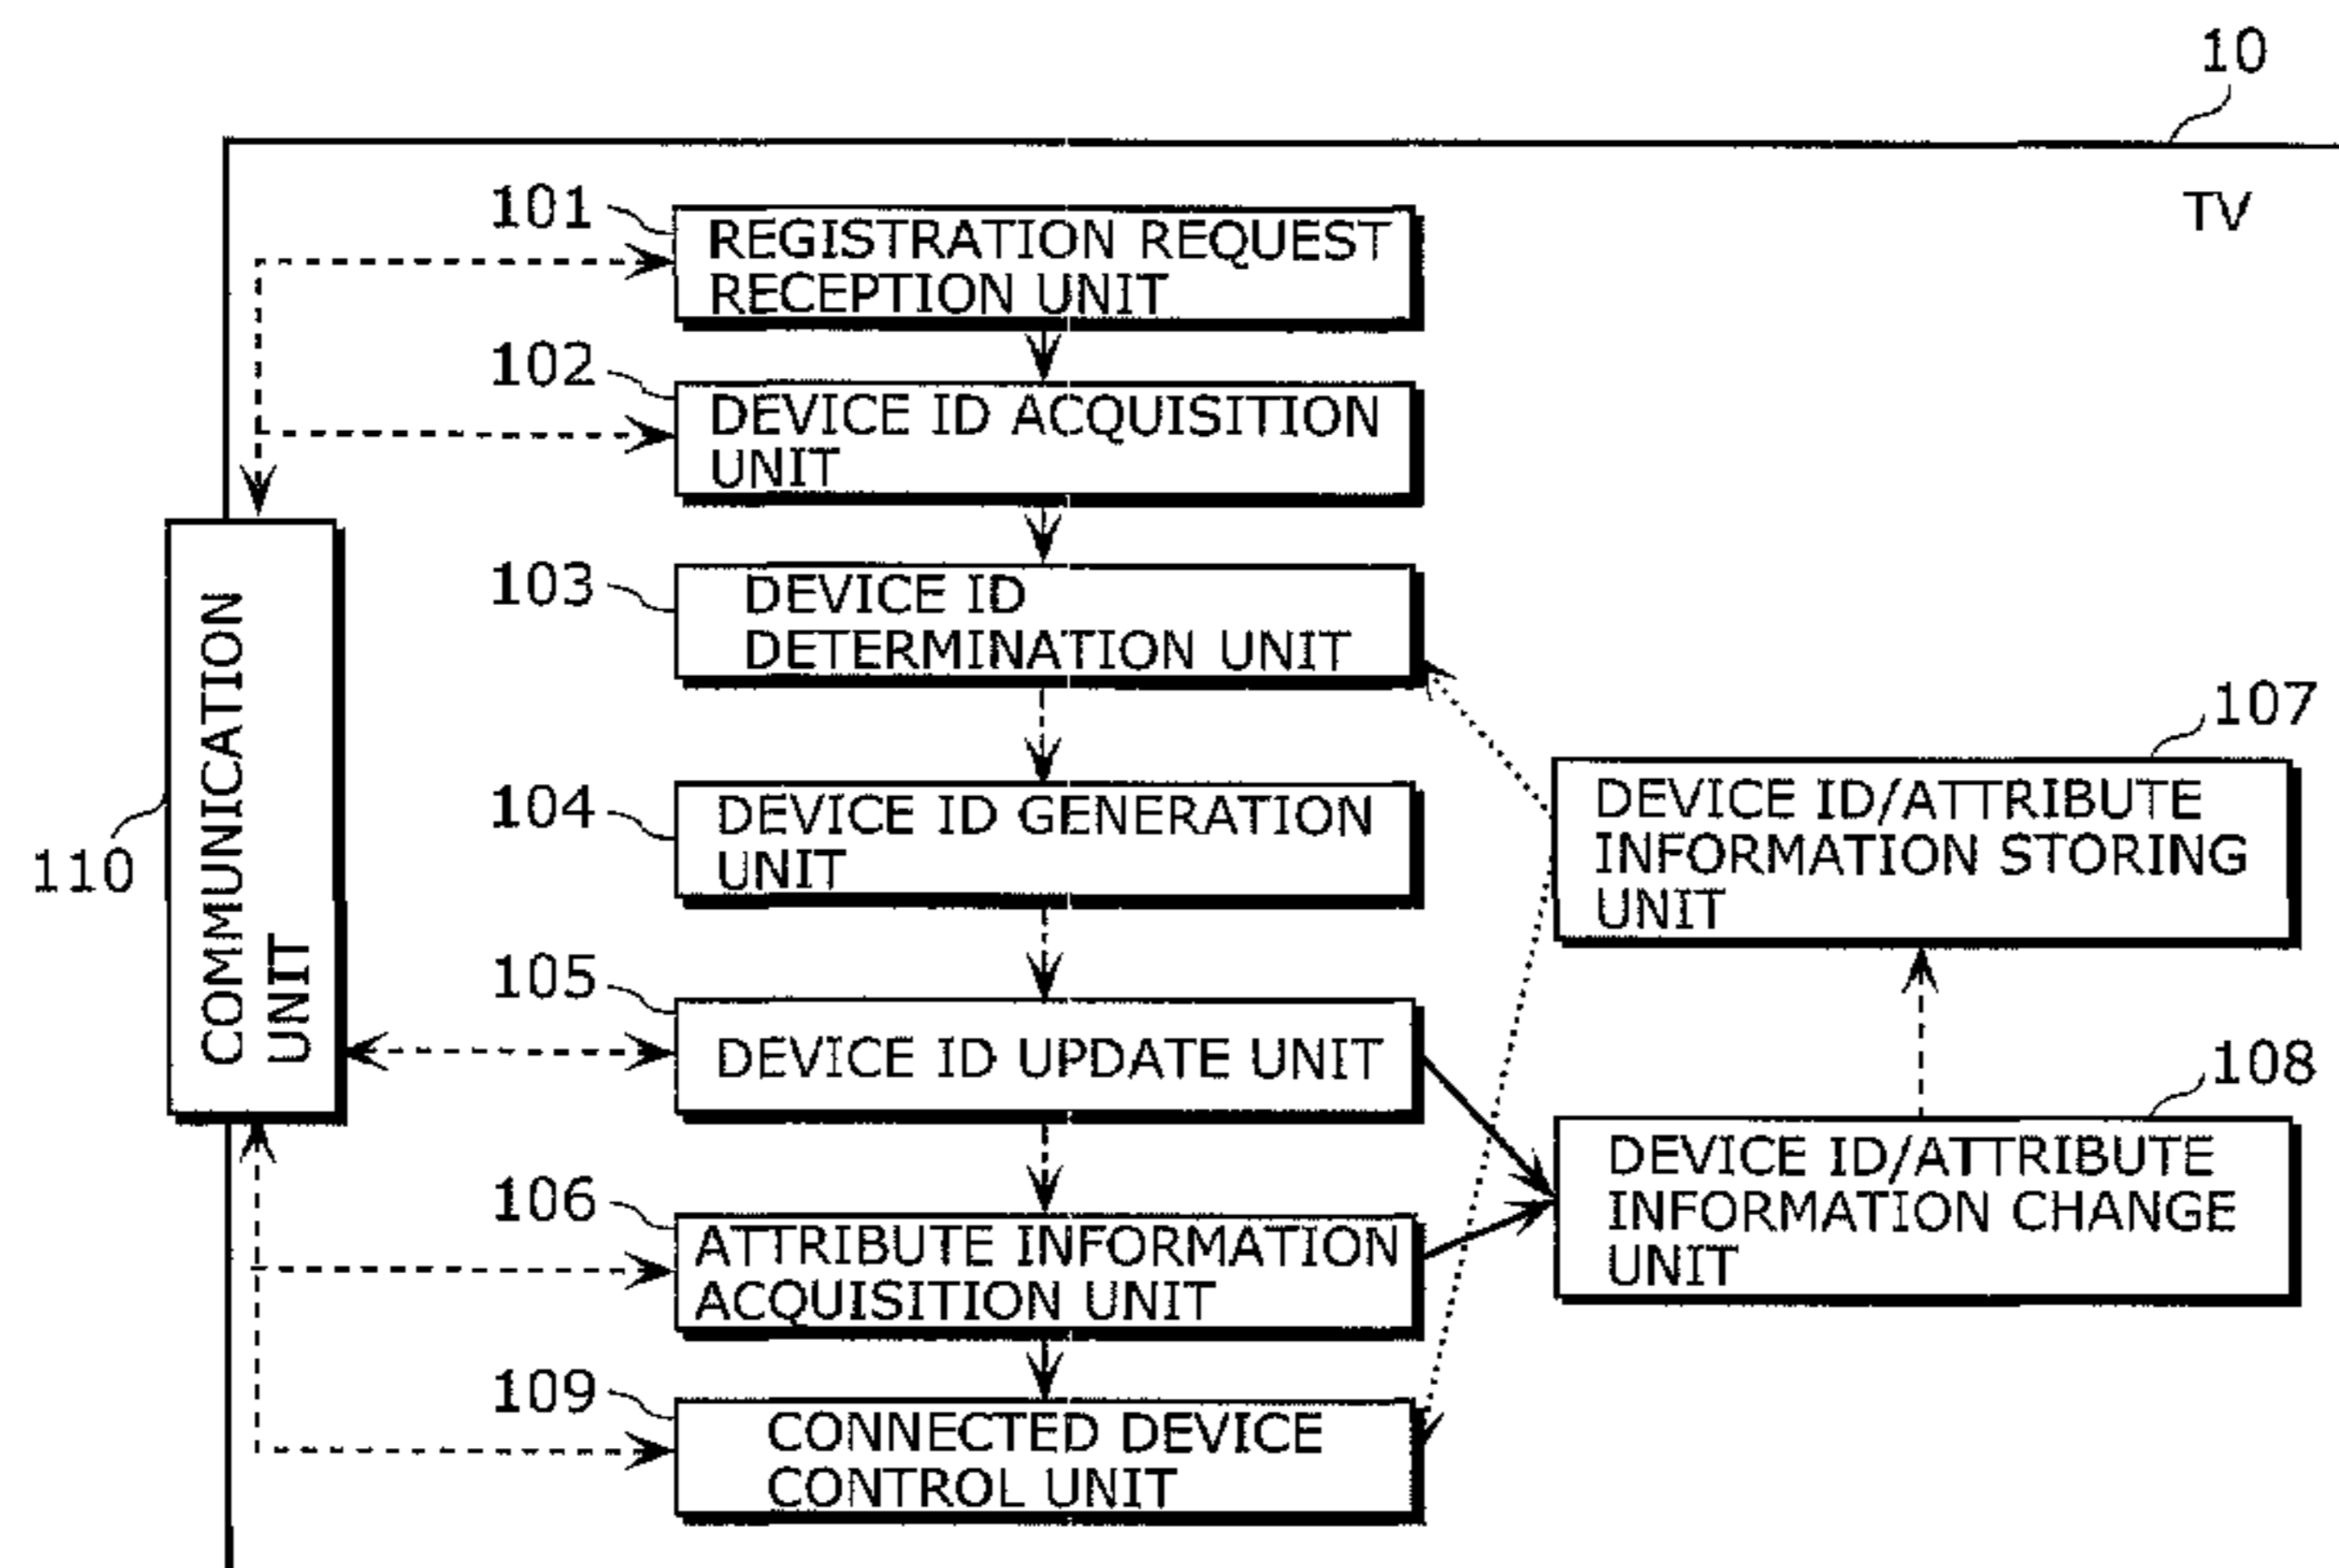 10
TV
101
REGISTRATION REQUEST
RECEPTION UNIT
102
DEVICE ID ACQUISITION
UNIT
103
DEVICE ID
DETERMINATION UNIT
107
DEVICE ID/ATTRIBUTE
INFORMATION STORING
UNIT
104
DEVICE ID GENERATION
UNIT
110
COMMUNICATION
UNIT
105
DEVICE ID UPDATE UNIT
108
DEVICE ID/ATTRIBUTE
INFORMATION CHANGE
UNIT
106
ATTRIBUTE INFORMATION
ACQUISITION UNIT
109
CONNECTED DEVICE
CONTROL UNIT